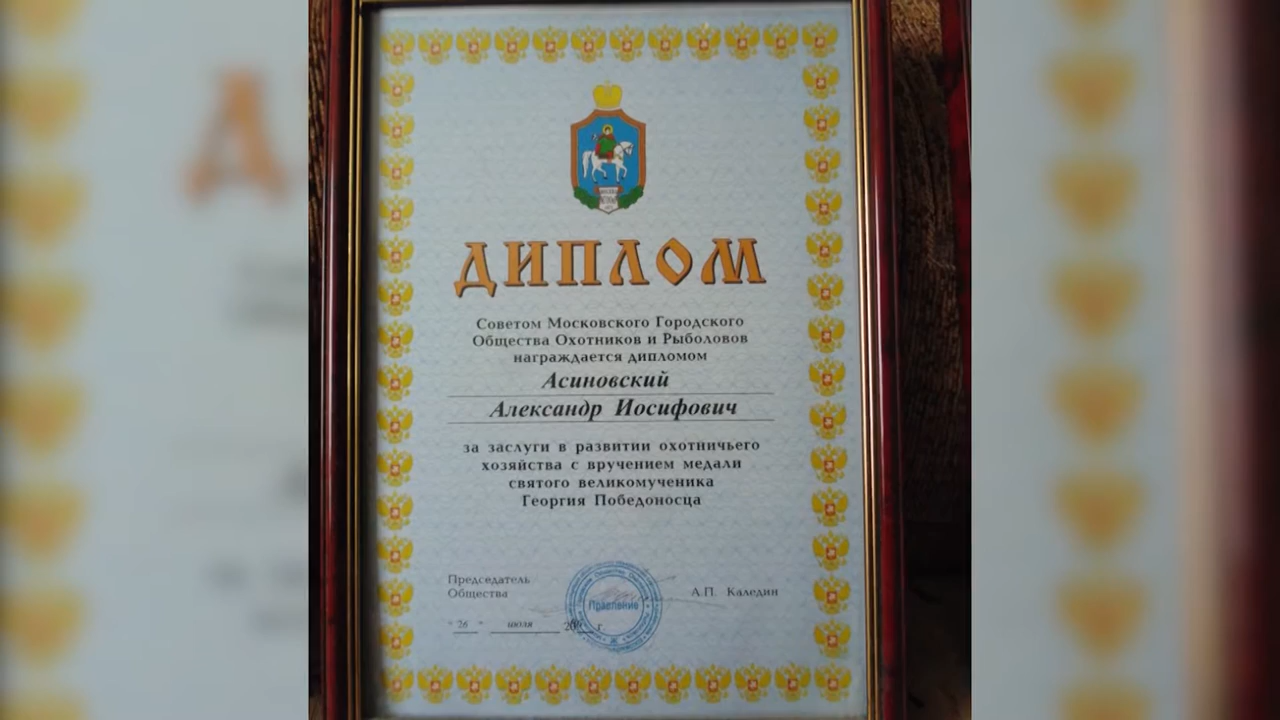 ДИПЛОМ
Советом Московского Городского
Общества Охотников и Рыболовов
награждается дипломом
Асиновский
Александр Иосифович
за заслуги в развитии охотничьего
хозяйства с вручением медали
святого великомученика
Георгия Победоносца
Председатель
Общества
А.П. Каледин
Правление
" 26 " июля